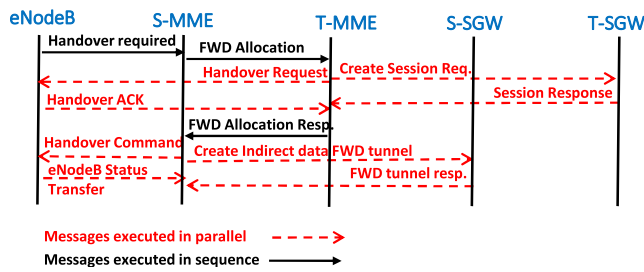 eNodeB S-MME T-MME S-SGW T-SGW
Handover required
FWD Allocation
Handover Request
Create Session Req.
Session Response
Handover ACK
FWD Allocation Resp.
Handover Command
Create Indirect data FWD tunnel
eNodeB Status
Transfer
FWD tunnel resp.
Messages executed in parallel
Messages executed in sequence